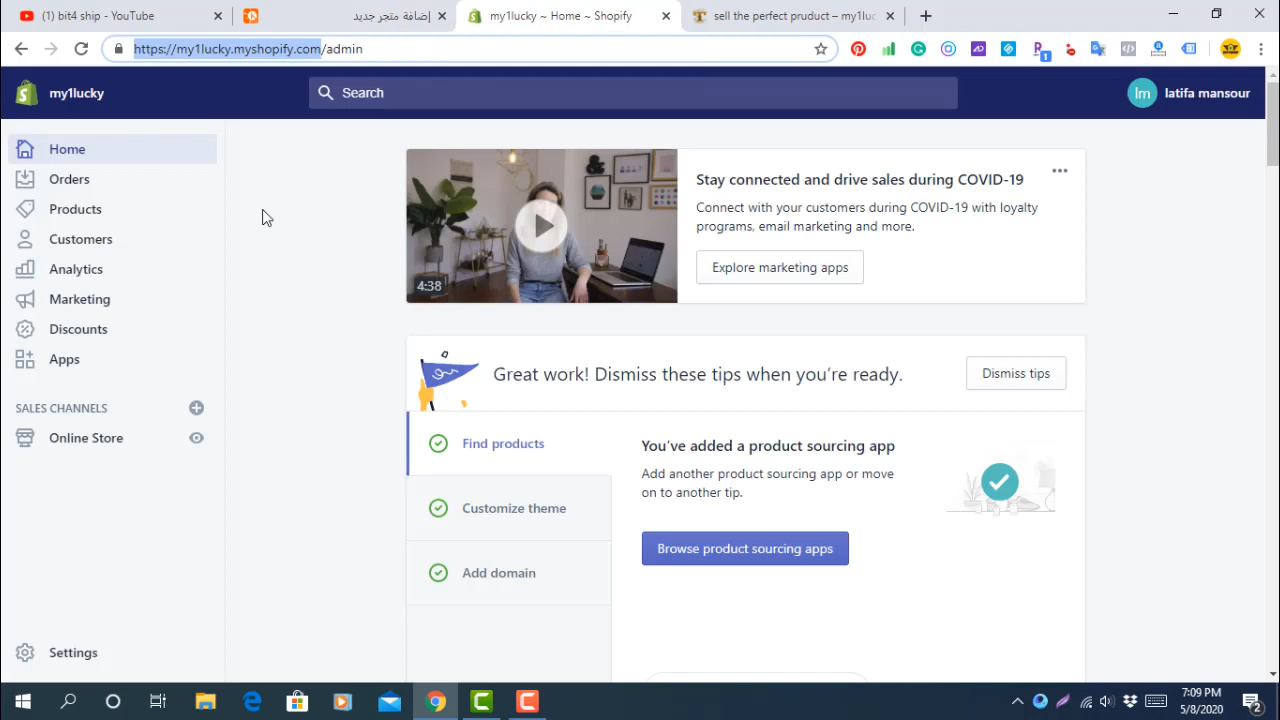 (1) bit4 ship - YouTube
إضافة متجر جديد
my1lucky ~ Home ~ Shopify
sell the perfect pruduct – my1luc
https://my1lucky.myshopify.com/admin
1
my1lucky
Search
lm
latifa mansour
Home
Orders
Products
Customers
Analytics
Marketing
Discounts
Apps
SALES CHANNELS
Online Store
Settings
4:38
Stay connected and drive sales during COVID-19
Connect with your customers during COVID-19 with loyalty
programs, email marketing and more.
Explore marketing apps
Great work! Dismiss these tips when you're ready.
Dismiss tips
Find products
Customize theme
Add domain
You've added a product sourcing app
Add another product sourcing app or move
on to another tip.
Browse product sourcing apps
7:09 PM
5/8/2020
2